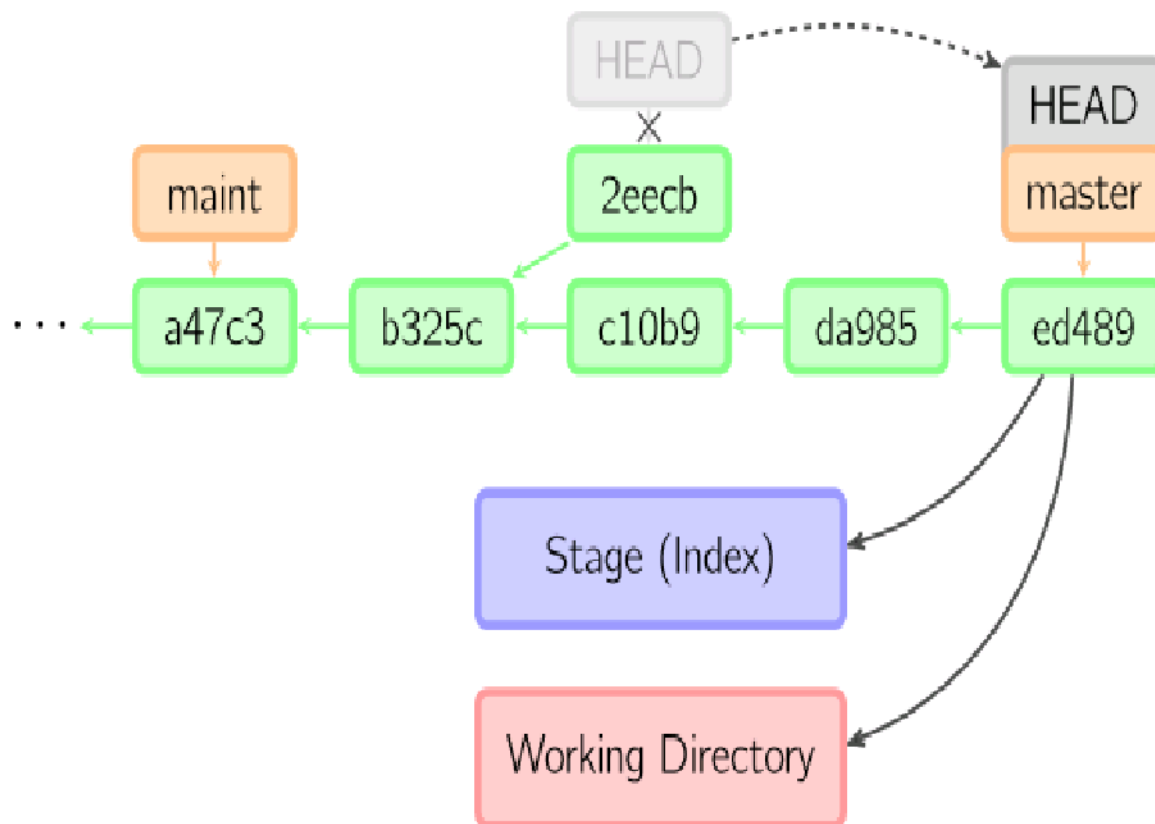 HEAD
HEAD
maint
2eecb
master
...
a47c3
b325c
c10b9
da985
ed489
Stage (Index)
Working Directory